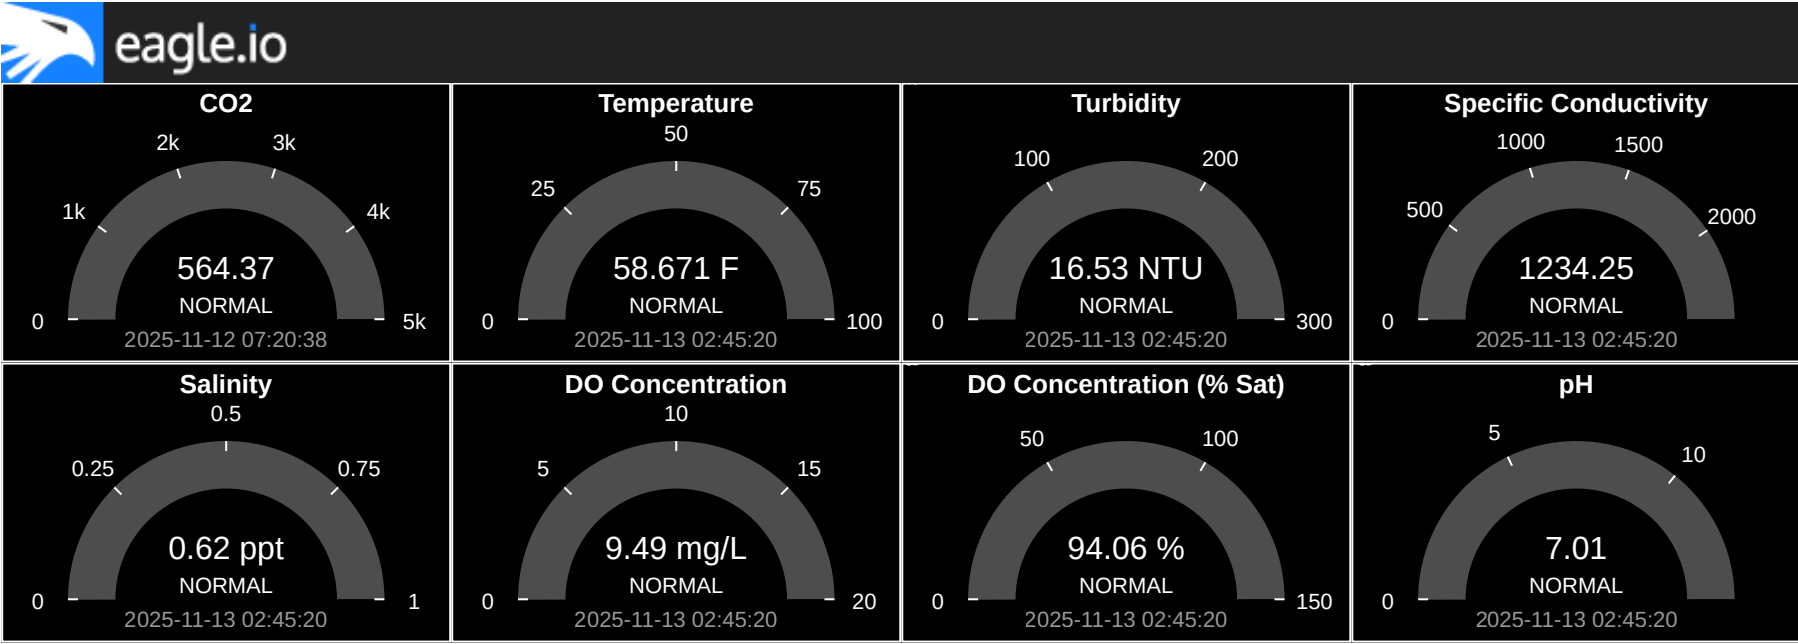 eagle.io
CO2
2k 3k
1k 4k
564.37
NORMAL
0 5k
2025-11-12 07:20:38
Temperature
50
25 75
58.671 F
NORMAL
0 100
2025-11-13 02:45:20
Turbidity
100 200
16.53 NTU
NORMAL
0 300
2025-11-13 02:45:20
Specific Conductivity
1000 1500
500 2000
1234.25
NORMAL
0
2025-11-13 02:45:20
Salinity
0.5
0.25 0.75
0.62 ppt
NORMAL
0 1
2025-11-13 02:45:20
DO Concentration
10
5 15
9.49 mg/L
NORMAL
0 20
2025-11-13 02:45:20
DO Concentration (% Sat)
50 100
94.06 %
NORMAL
0 150
2025-11-13 02:45:20
pH
5 10
7.01
NORMAL
0
2025-11-13 02:45:20